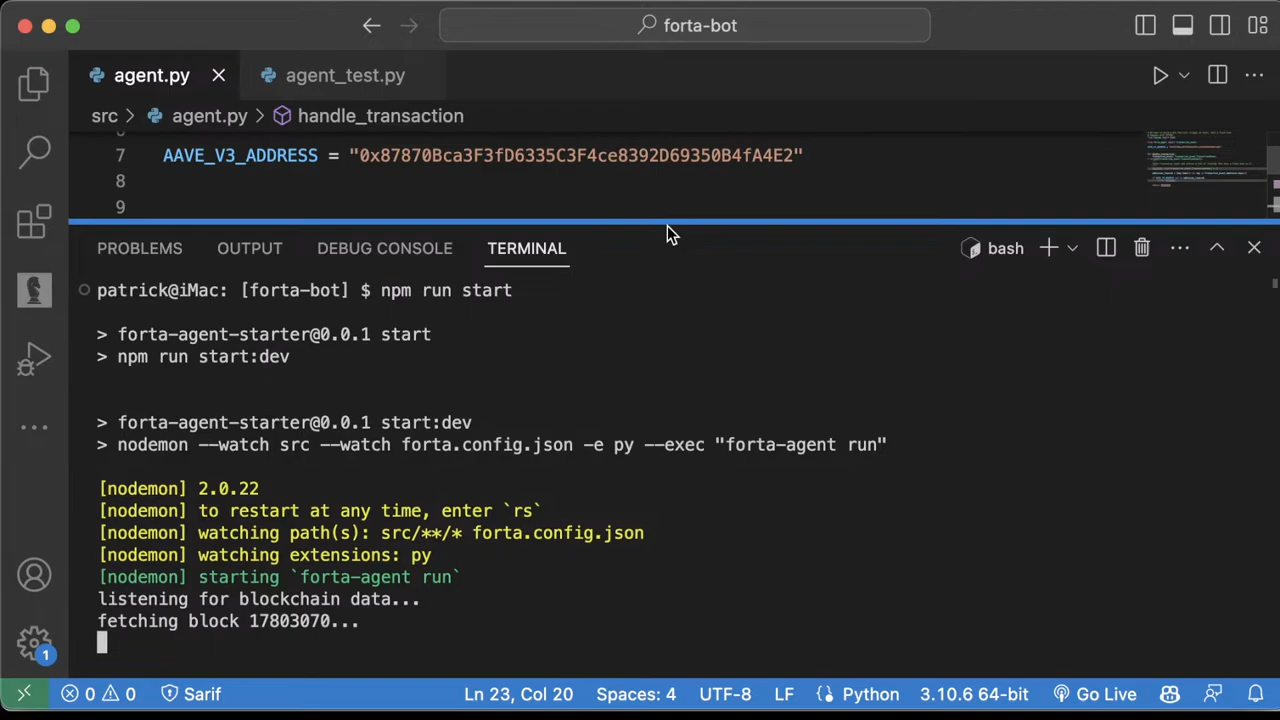 forta-bot
agent.py
agent_test.py
src > agent.py > handle_transaction
7 AAVE_V3_ADDRESS = "0x87870Bca3F3fD6335C3F4ce8392D69350B4fA4E2"
8
9
PROBLEMS OUTPUT DEBUG CONSOLE TERMINAL bash
patrick@iMac: [forta-bot] $ npm run start
> forta-agent-starter@0.0.1 start
> npm run start:dev
> forta-agent-starter@0.0.1 start:dev
> nodemon --watch src --watch forta.config.json -e py --exec "forta-agent run"
[nodemon] 2.0.22
[nodemon] to restart at any time, enter `rs`
[nodemon] watching path(s): src/**/* forta.config.json
[nodemon] watching extensions: py
[nodemon] starting `forta-agent run`
listening for blockchain data...
fetching block 17803070...
1
0 0 Sarif Ln 23, Col 20 Spaces: 4 UTF-8 LF Python 3.10.6 64-bit Go Live